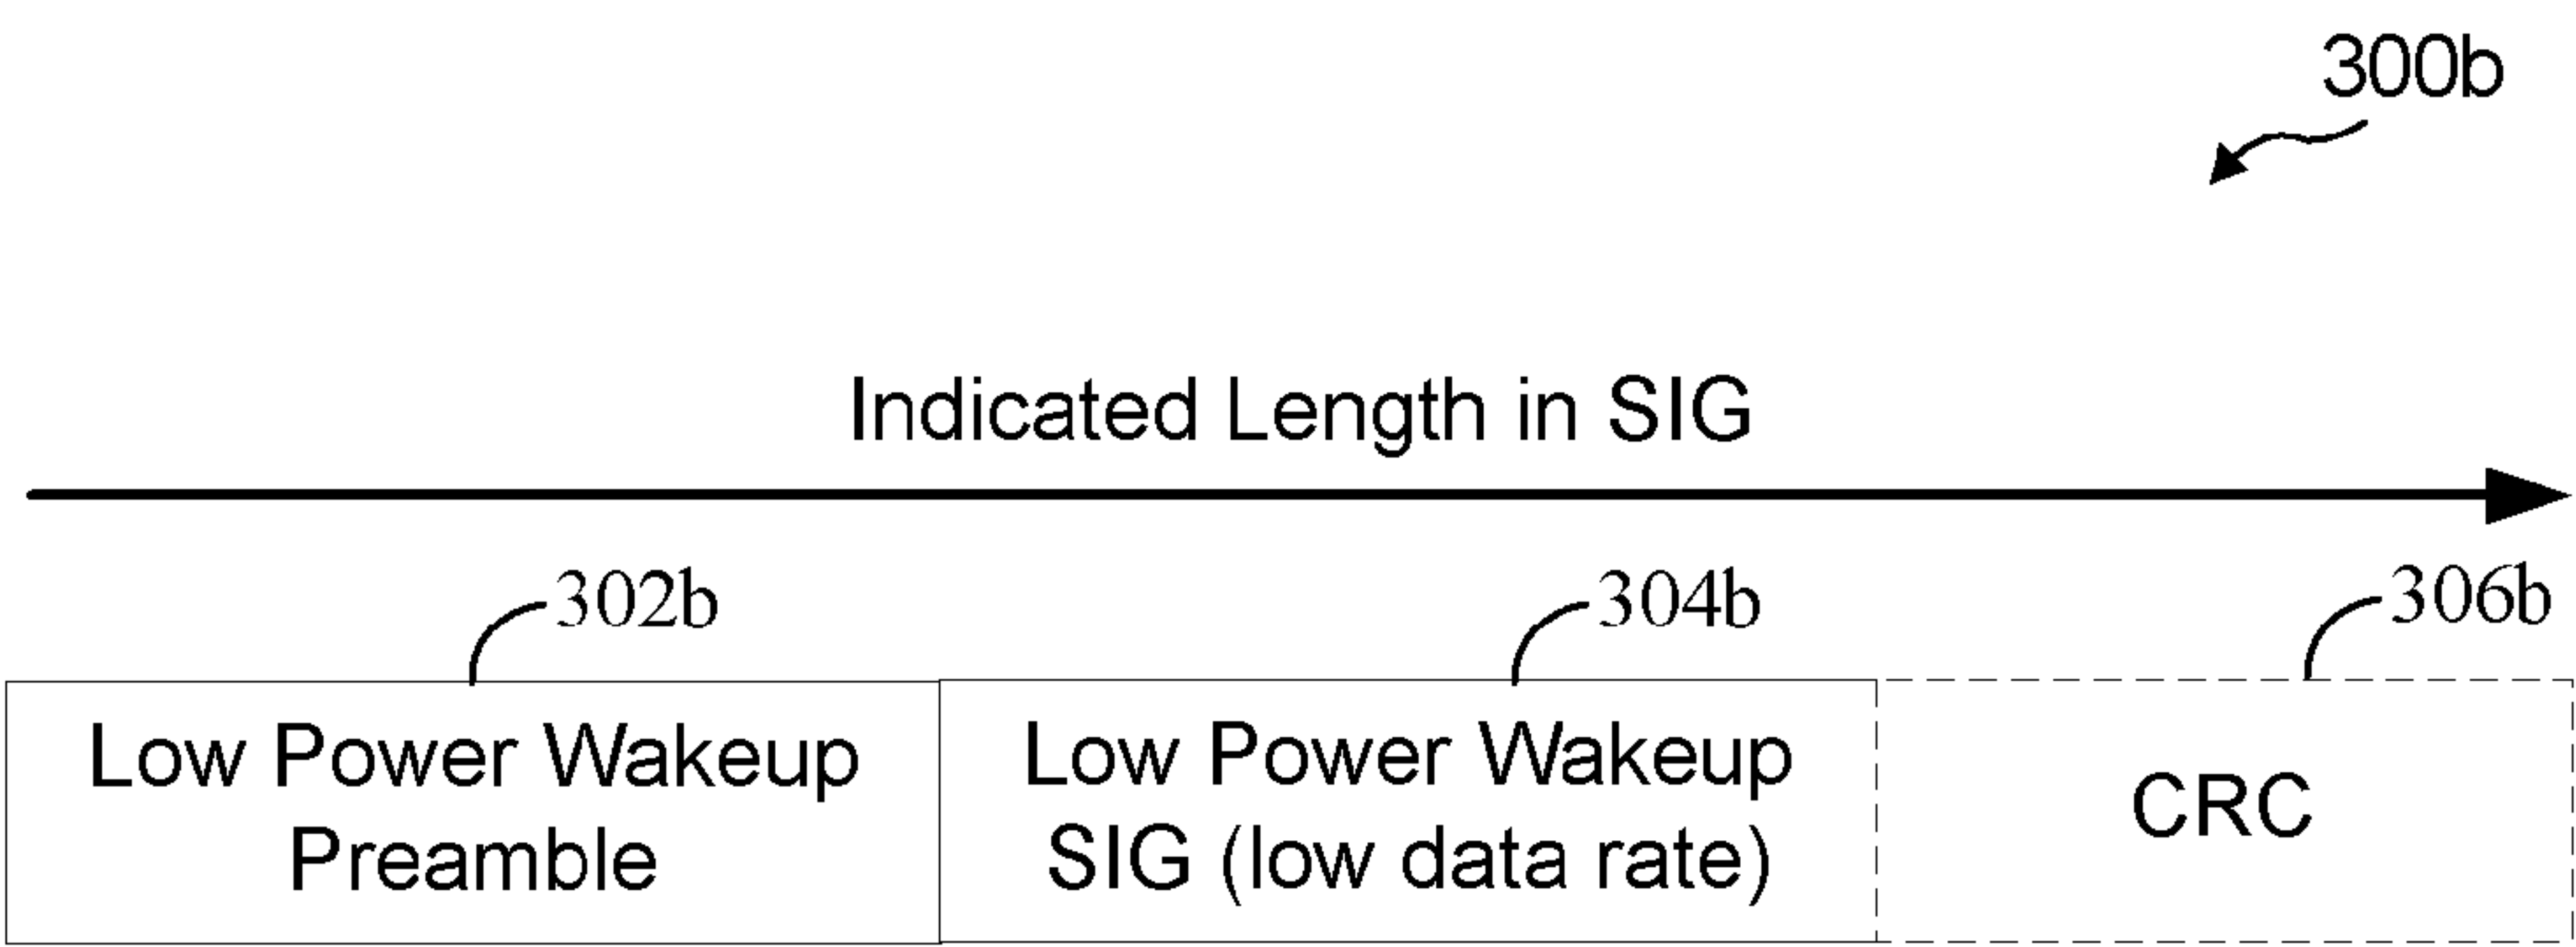 300b
Indicated Length in SIG
302b
304b
306b
Low Power Wakeup
Preamble
Low Power Wakeup
SIG (low data rate)
CRC